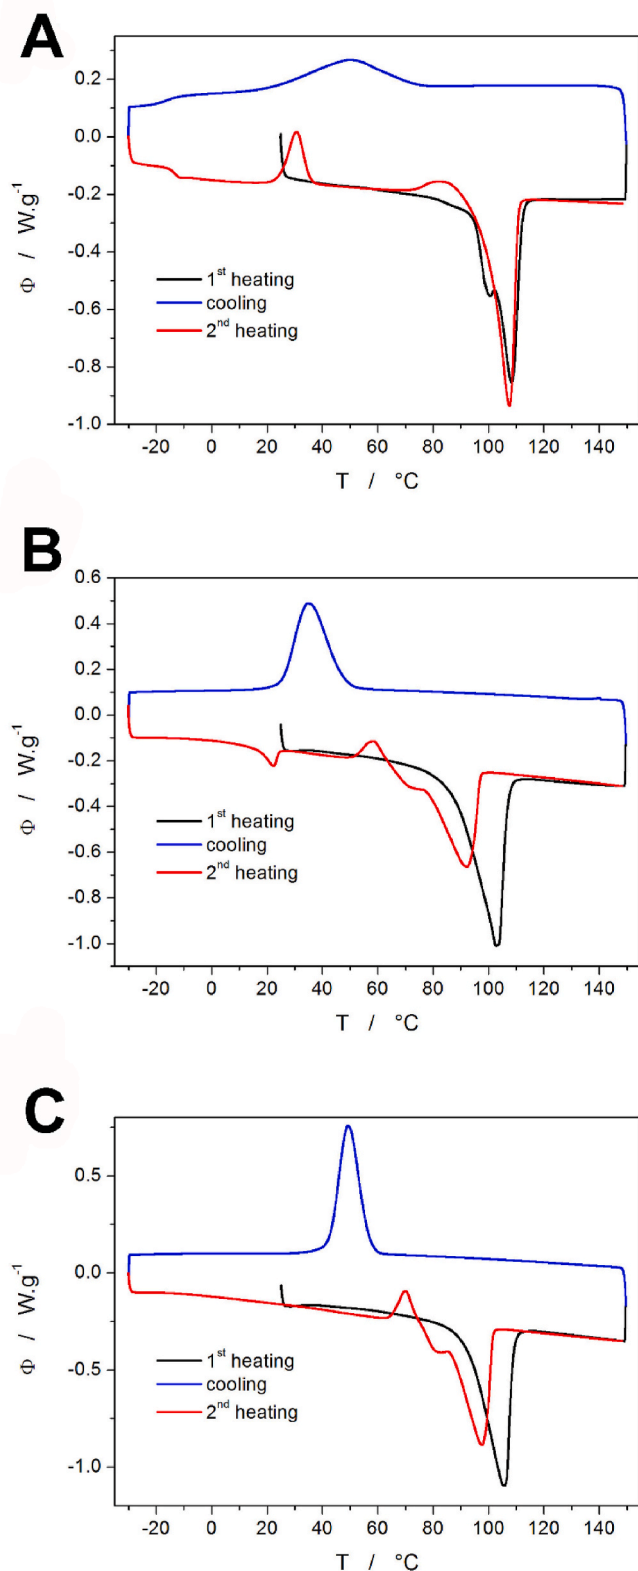 A
0.2
0.0
-0.2
-0.4
-0.6
-0.8
-1.0
Φ / W.g⁻¹
1ˢᵗ heating
cooling
2ⁿᵈ heating
-20 0 20 40 60 80 100 120 140
T / °C
B
0.6
0.4
0.2
0.0
-0.2
-0.4
-0.6
-0.8
-1.0
Φ / W.g⁻¹
1ˢᵗ heating
cooling
2ⁿᵈ heating
-20 0 20 40 60 80 100 120 140
T / °C
C
0.5
0.0
-0.5
-1.0
Φ / W.g⁻¹
1ˢᵗ heating
cooling
2ⁿᵈ heating
-20 0 20 40 60 80 100 120 140
T / °C